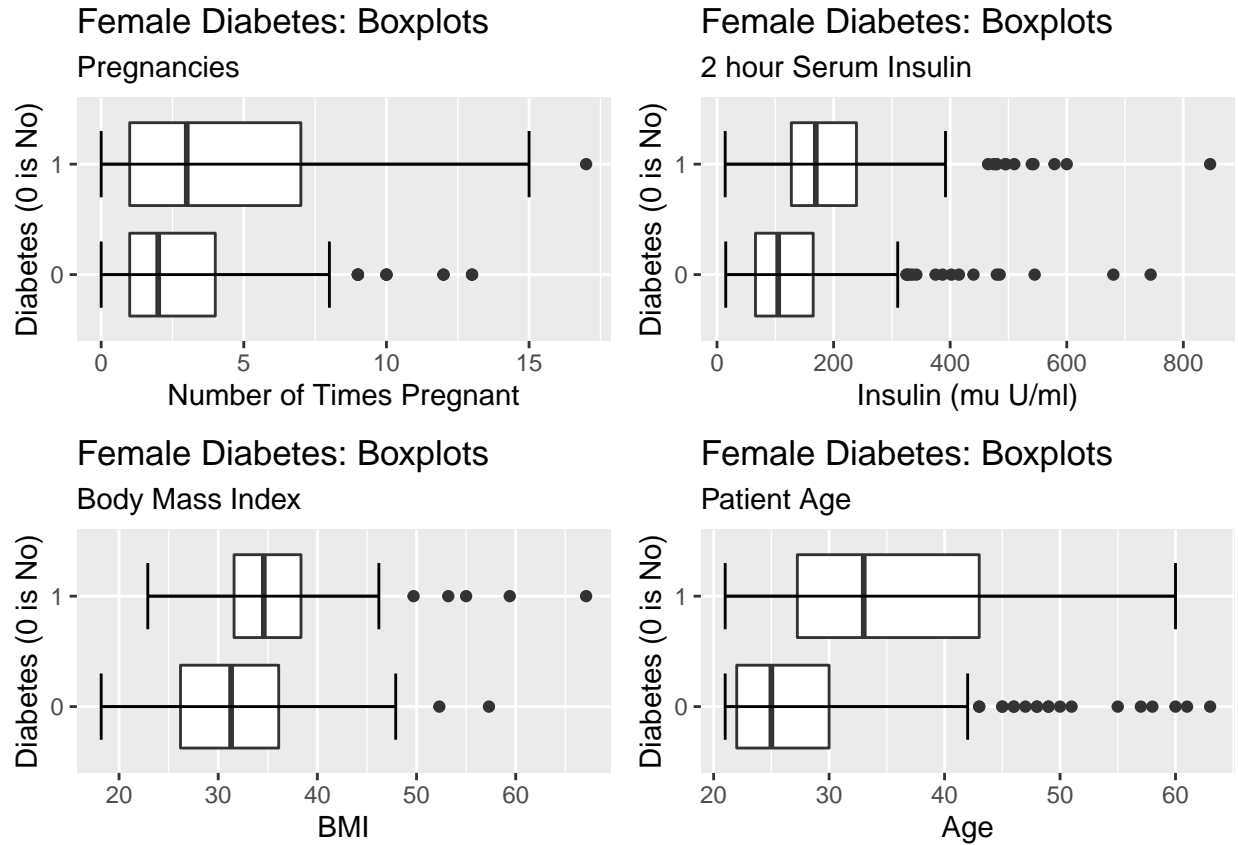 Female Diabetes: Boxplots
Pregnancies
Diabetes (0 is No)
1
0
0 5 10 15
Number of Times Pregnant
Female Diabetes: Boxplots
2 hour Serum Insulin
Diabetes (0 is No)
1
0
0 200 400 600 800
Insulin (mu U/ml)
Female Diabetes: Boxplots
Body Mass Index
Diabetes (0 is No)
1
0
20 30 40 50 60
BMI
Female Diabetes: Boxplots
Patient Age
Diabetes (0 is No)
1
0
20 30 40 50 60
Age